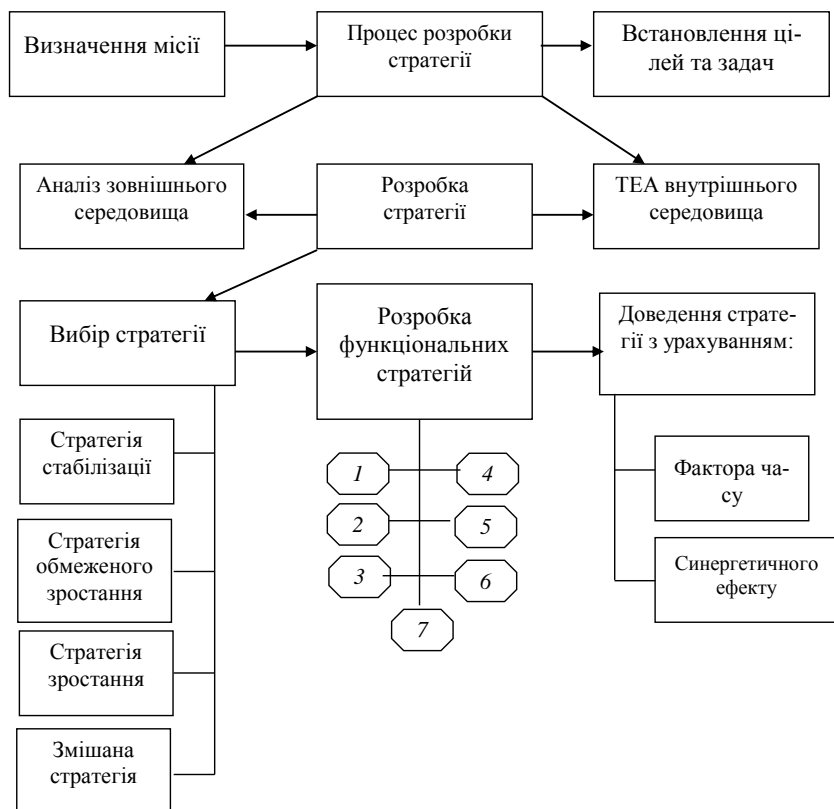 Визначення місії
Процес розробки
стратегії
Встановлення ці-
лей та задач
Аналіз зовнішнього
середовища
Розробка
стратегії
ТЕА внутрішнього
середовища
Вибір стратегії
Розробка
функціональних
стратегій
Доведення страте-
гії з урахуванням:
Стратегія
стабілізації
Стратегія
обмеженого
зростання
Стратегія
зростання
Змішана
стратегія
1
4
2
5
3
6
7
Фактора ча-
су
Синергетичного
ефекту